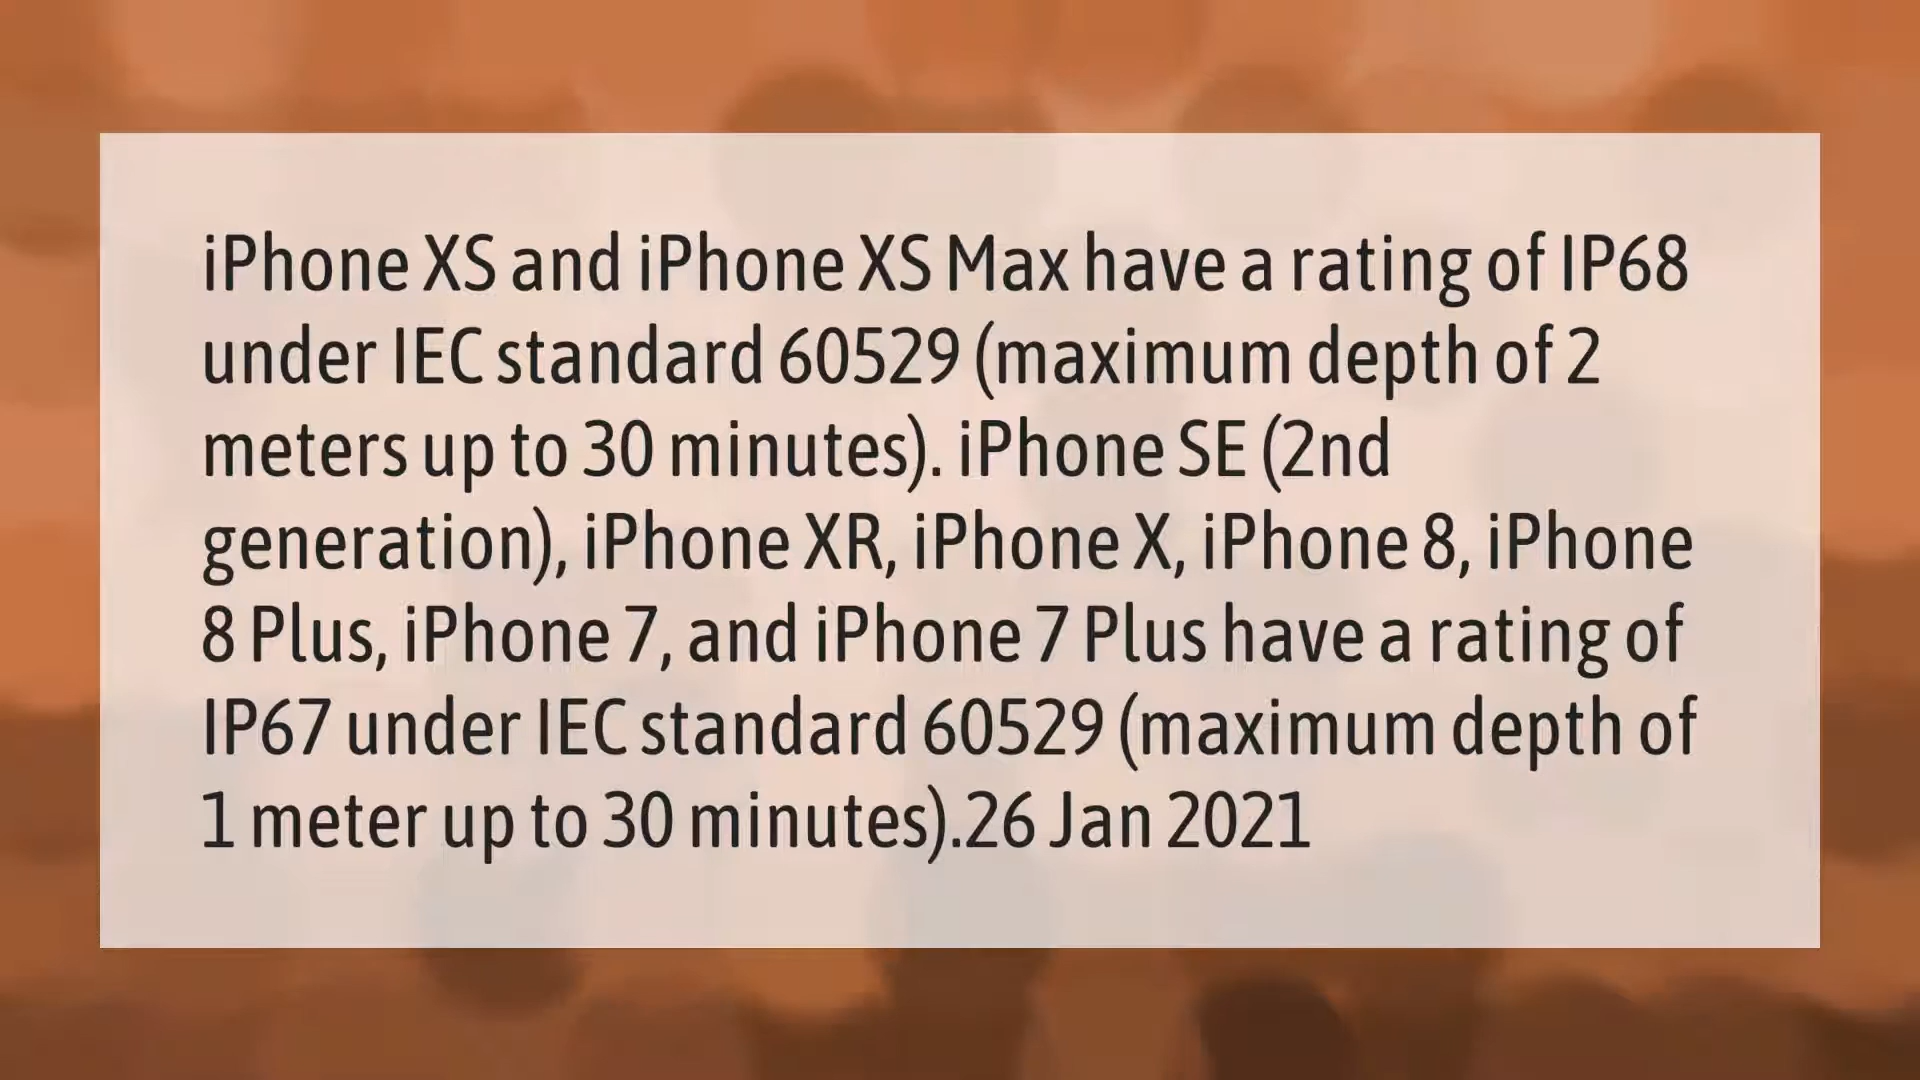 iPhone XS and iPhone XS Max have a rating of IP68
under IEC standard 60529 (maximum depth of 2
meters up to 30 minutes). iPhone SE (2nd
generation), iPhone XR, iPhone X, iPhone 8, iPhone
8 Plus, iPhone 7, and iPhone 7 Plus have a rating of
IP67 under IEC standard 60529 (maximum depth of
1 meter up to 30 minutes).26 Jan 2021